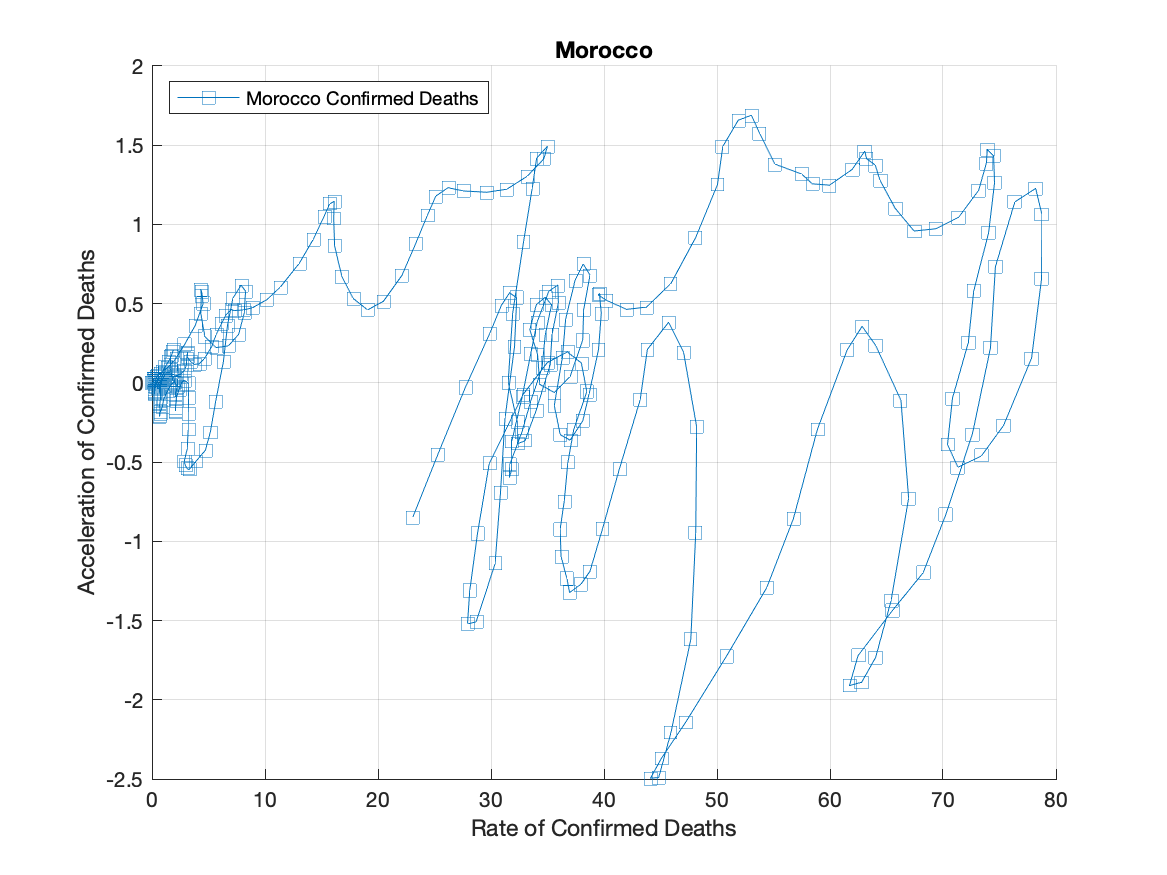 Morocco
Morocco Confirmed Deaths
2
1.5
1
0.5
0
-0.5
-1
-1.5
-2
-2.5
Acceleration of Confirmed Deaths
0 10 20 30 40 50 60 70 80
Rate of Confirmed Deaths